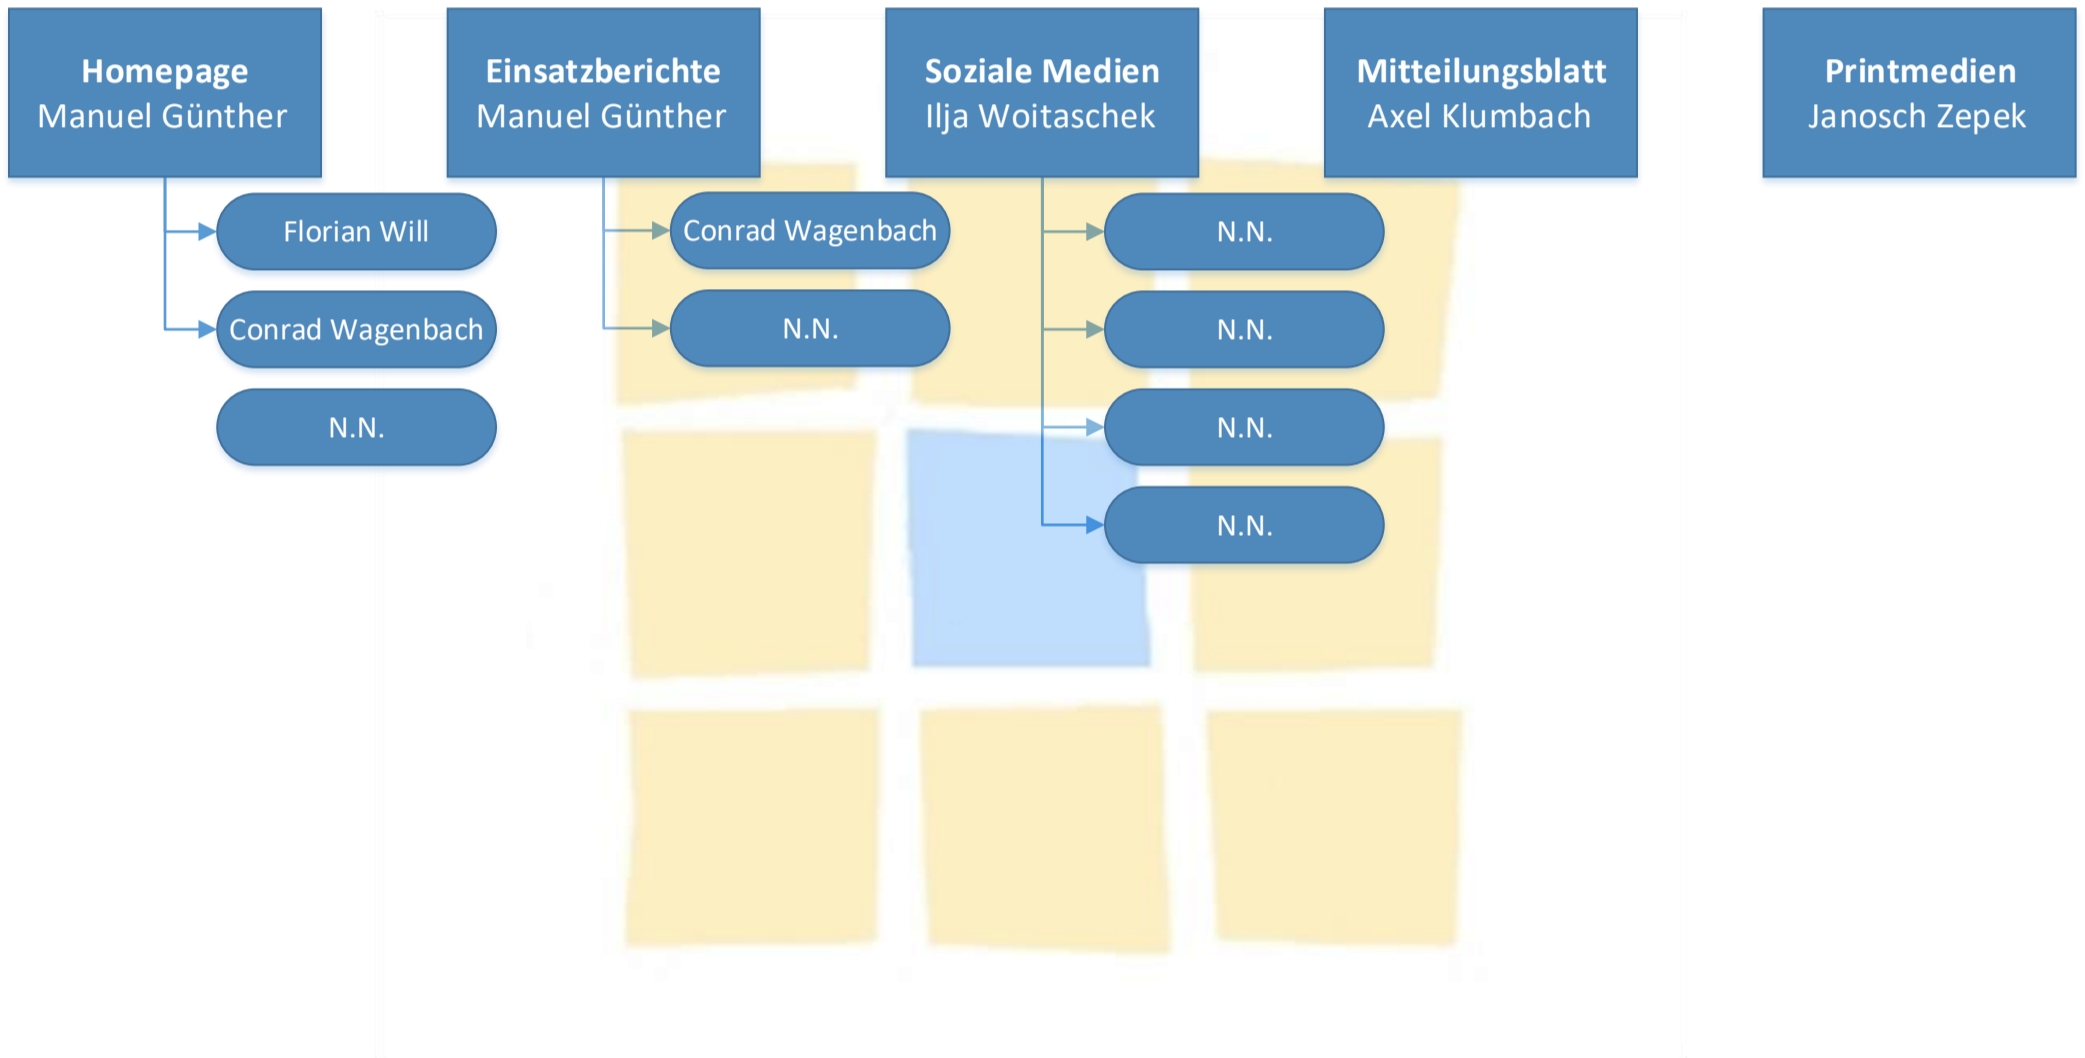 Homepage
Manuel Günther
Florian Will
Conrad Wagenbach
N.N.
Einsatzberichte
Manuel Günther
Conrad Wagenbach
N.N.
Soziale Medien
Ilja Woitaschek
N.N.
N.N.
N.N.
N.N.
Mitteilungsblatt
Axel Klumbach
Printmedien
Janosch Zepek